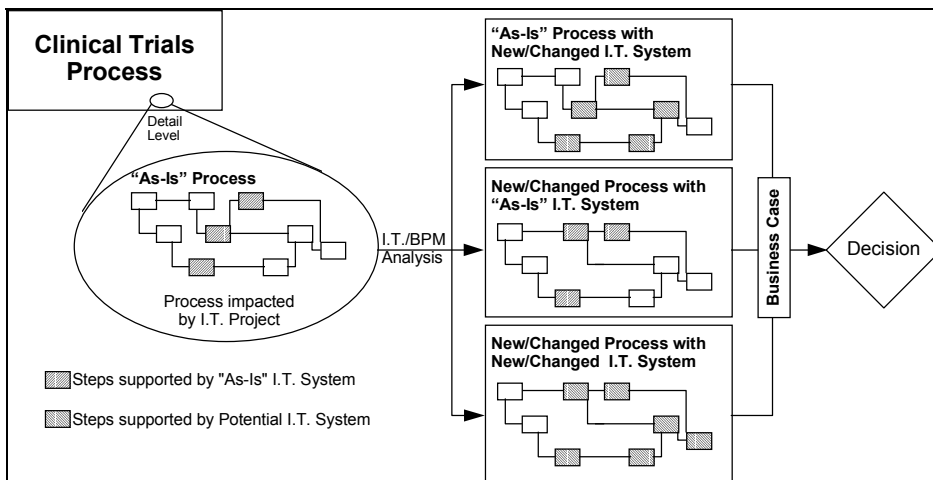 Clinical Trials
Process
Detail
Level
“As-Is” Process
Process impacted
by I.T. Project
Steps supported by "As-Is" I.T. System
Steps supported by Potential I.T. System
I.T./BPM
Analysis
“As-Is” Process with
New/Changed I.T. System
New/Changed Process with
“As-Is” I.T. System
New/Changed Process with
New/Changed I.T. System
Business Case
Decision